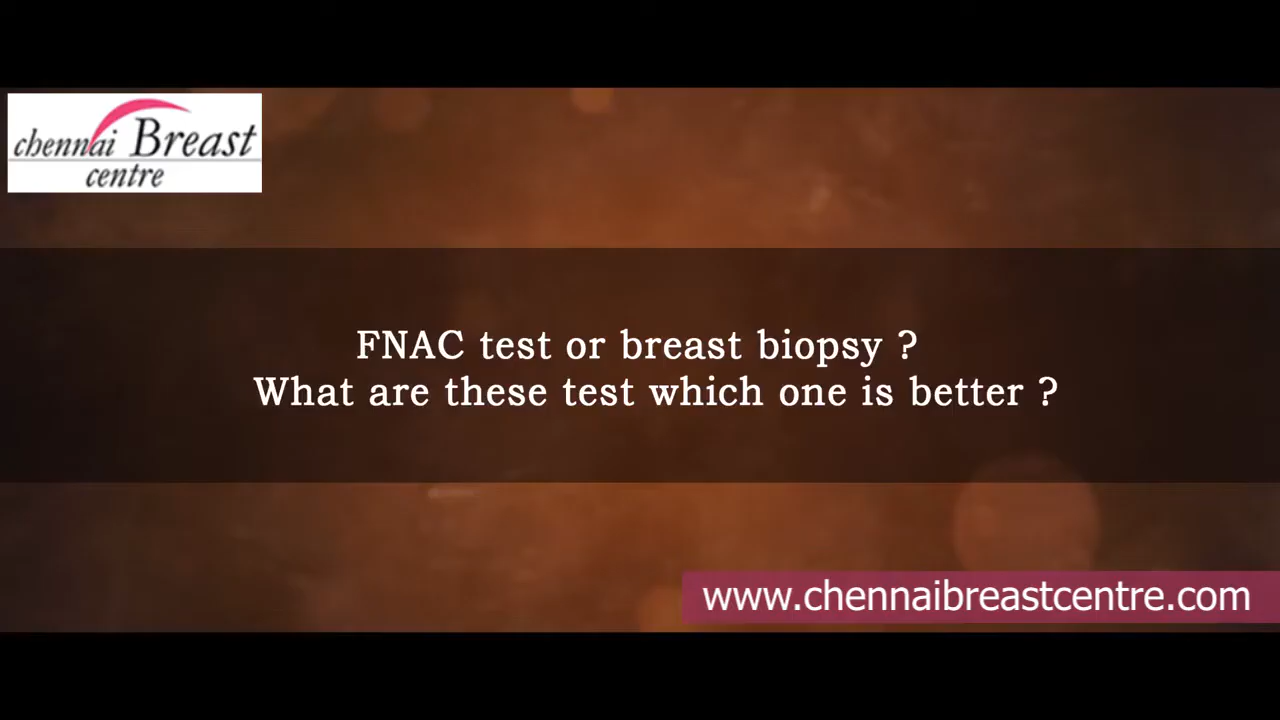 chennai Breast
centre
FNAC test or breast biopsy ?
What are these test which one is better ?
www.chennaibreastcentre.com